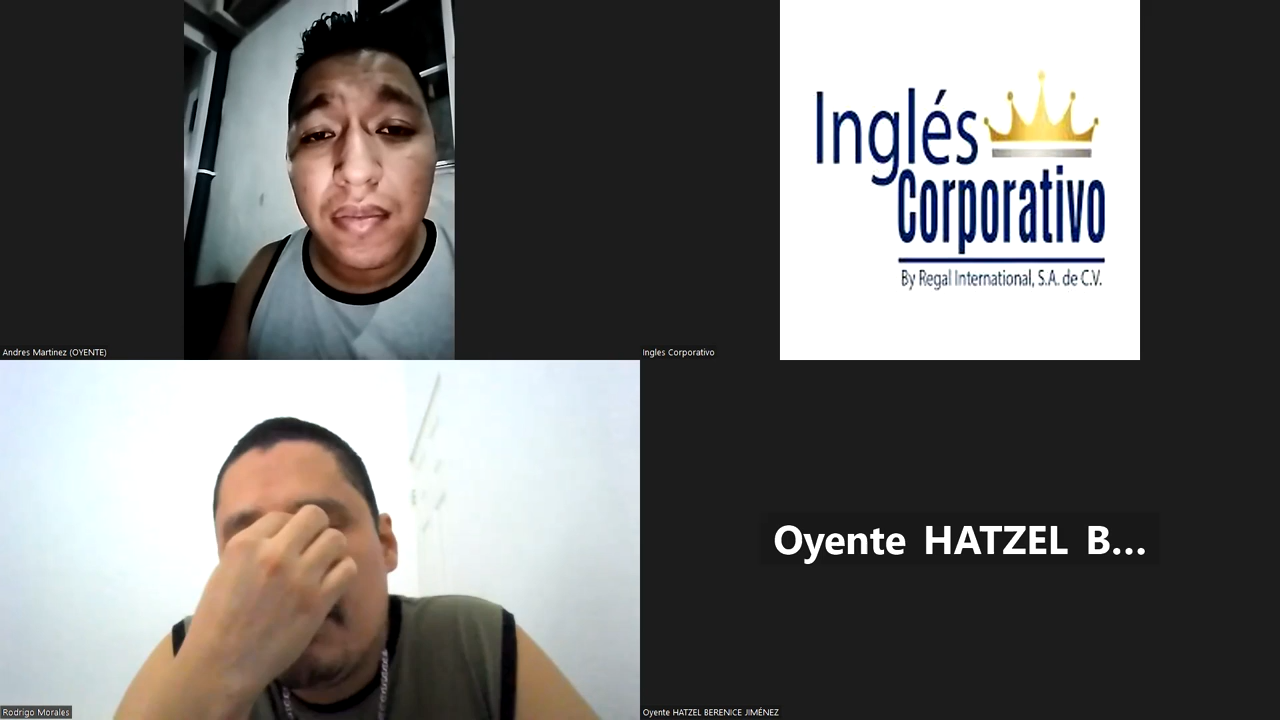 Inglés
Corporativo
By Regal International, S.A. de C.V.
Andres Martinez (OYENTE)
Ingles Corporativo
Oyente HATZEL B...
Rodrigo Morales
Oyente HATZEL BERENICE JIMÉNEZ